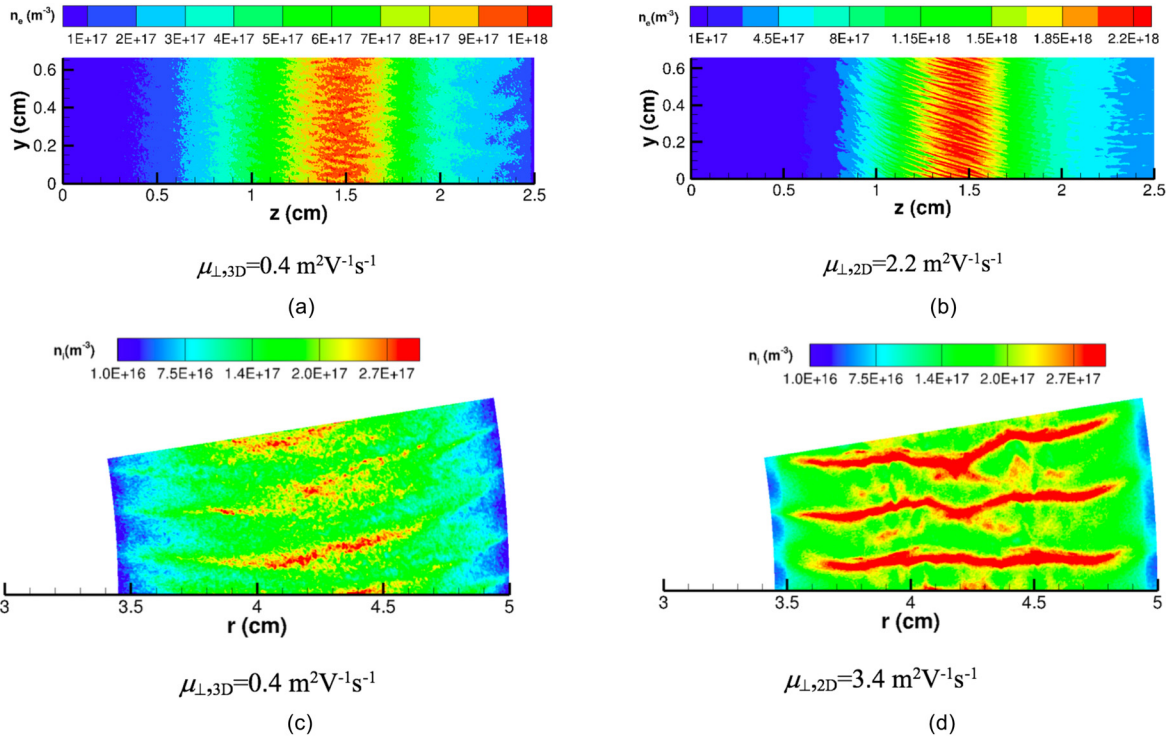 n_e (m⁻³)
1E+17 2E+17 3E+17 4E+17 5E+17 6E+17 7E+17 8E+17 9E+17 1E+18
y (cm)
0.6
0.4
0.2
0
0 0.5 1 1.5 2 2.5
z (cm)
μ⊥,3D=0.4 m²V⁻¹s⁻¹
(a)
n_e(m⁻³)
1E+17 4.5E+17 8E+17 1.15E+18 1.5E+18 1.85E+18 2.2E+18
y (cm)
0.6
0.4
0.2
0
0 0.5 1 1.5 2 2.5
z (cm)
μ⊥,2D=2.2 m²V⁻¹s⁻¹
(b)
n_i(m⁻³)
1.0E+16 7.5E+16 1.4E+17 2.0E+17 2.7E+17
3 3.5 4 4.5 5
r (cm)
μ⊥,3D=0.4 m²V⁻¹s⁻¹
(c)
n_i(m⁻³)
1.0E+16 7.5E+16 1.4E+17 2.0E+17 2.7E+17
3 3.5 4 4.5 5
r (cm)
μ⊥,2D=3.4 m²V⁻¹s⁻¹
(d)